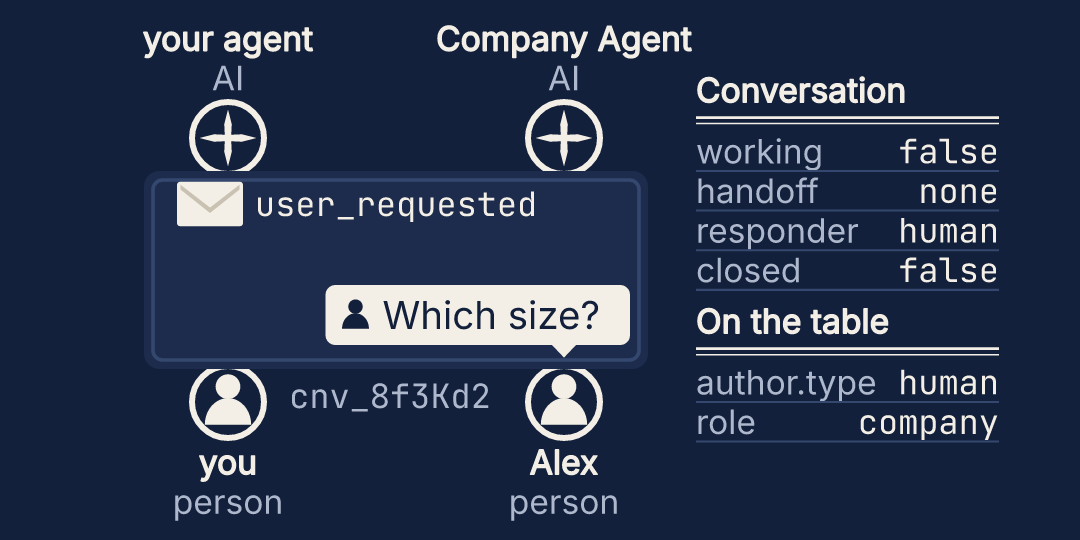 your agent
AI
Company Agent
AI
user_requested
Which size?
cnv_8f3Kd2
you
person
Alex
person
Conversation
working false
handoff none
responder human
closed false
On the table
author.type human
role company